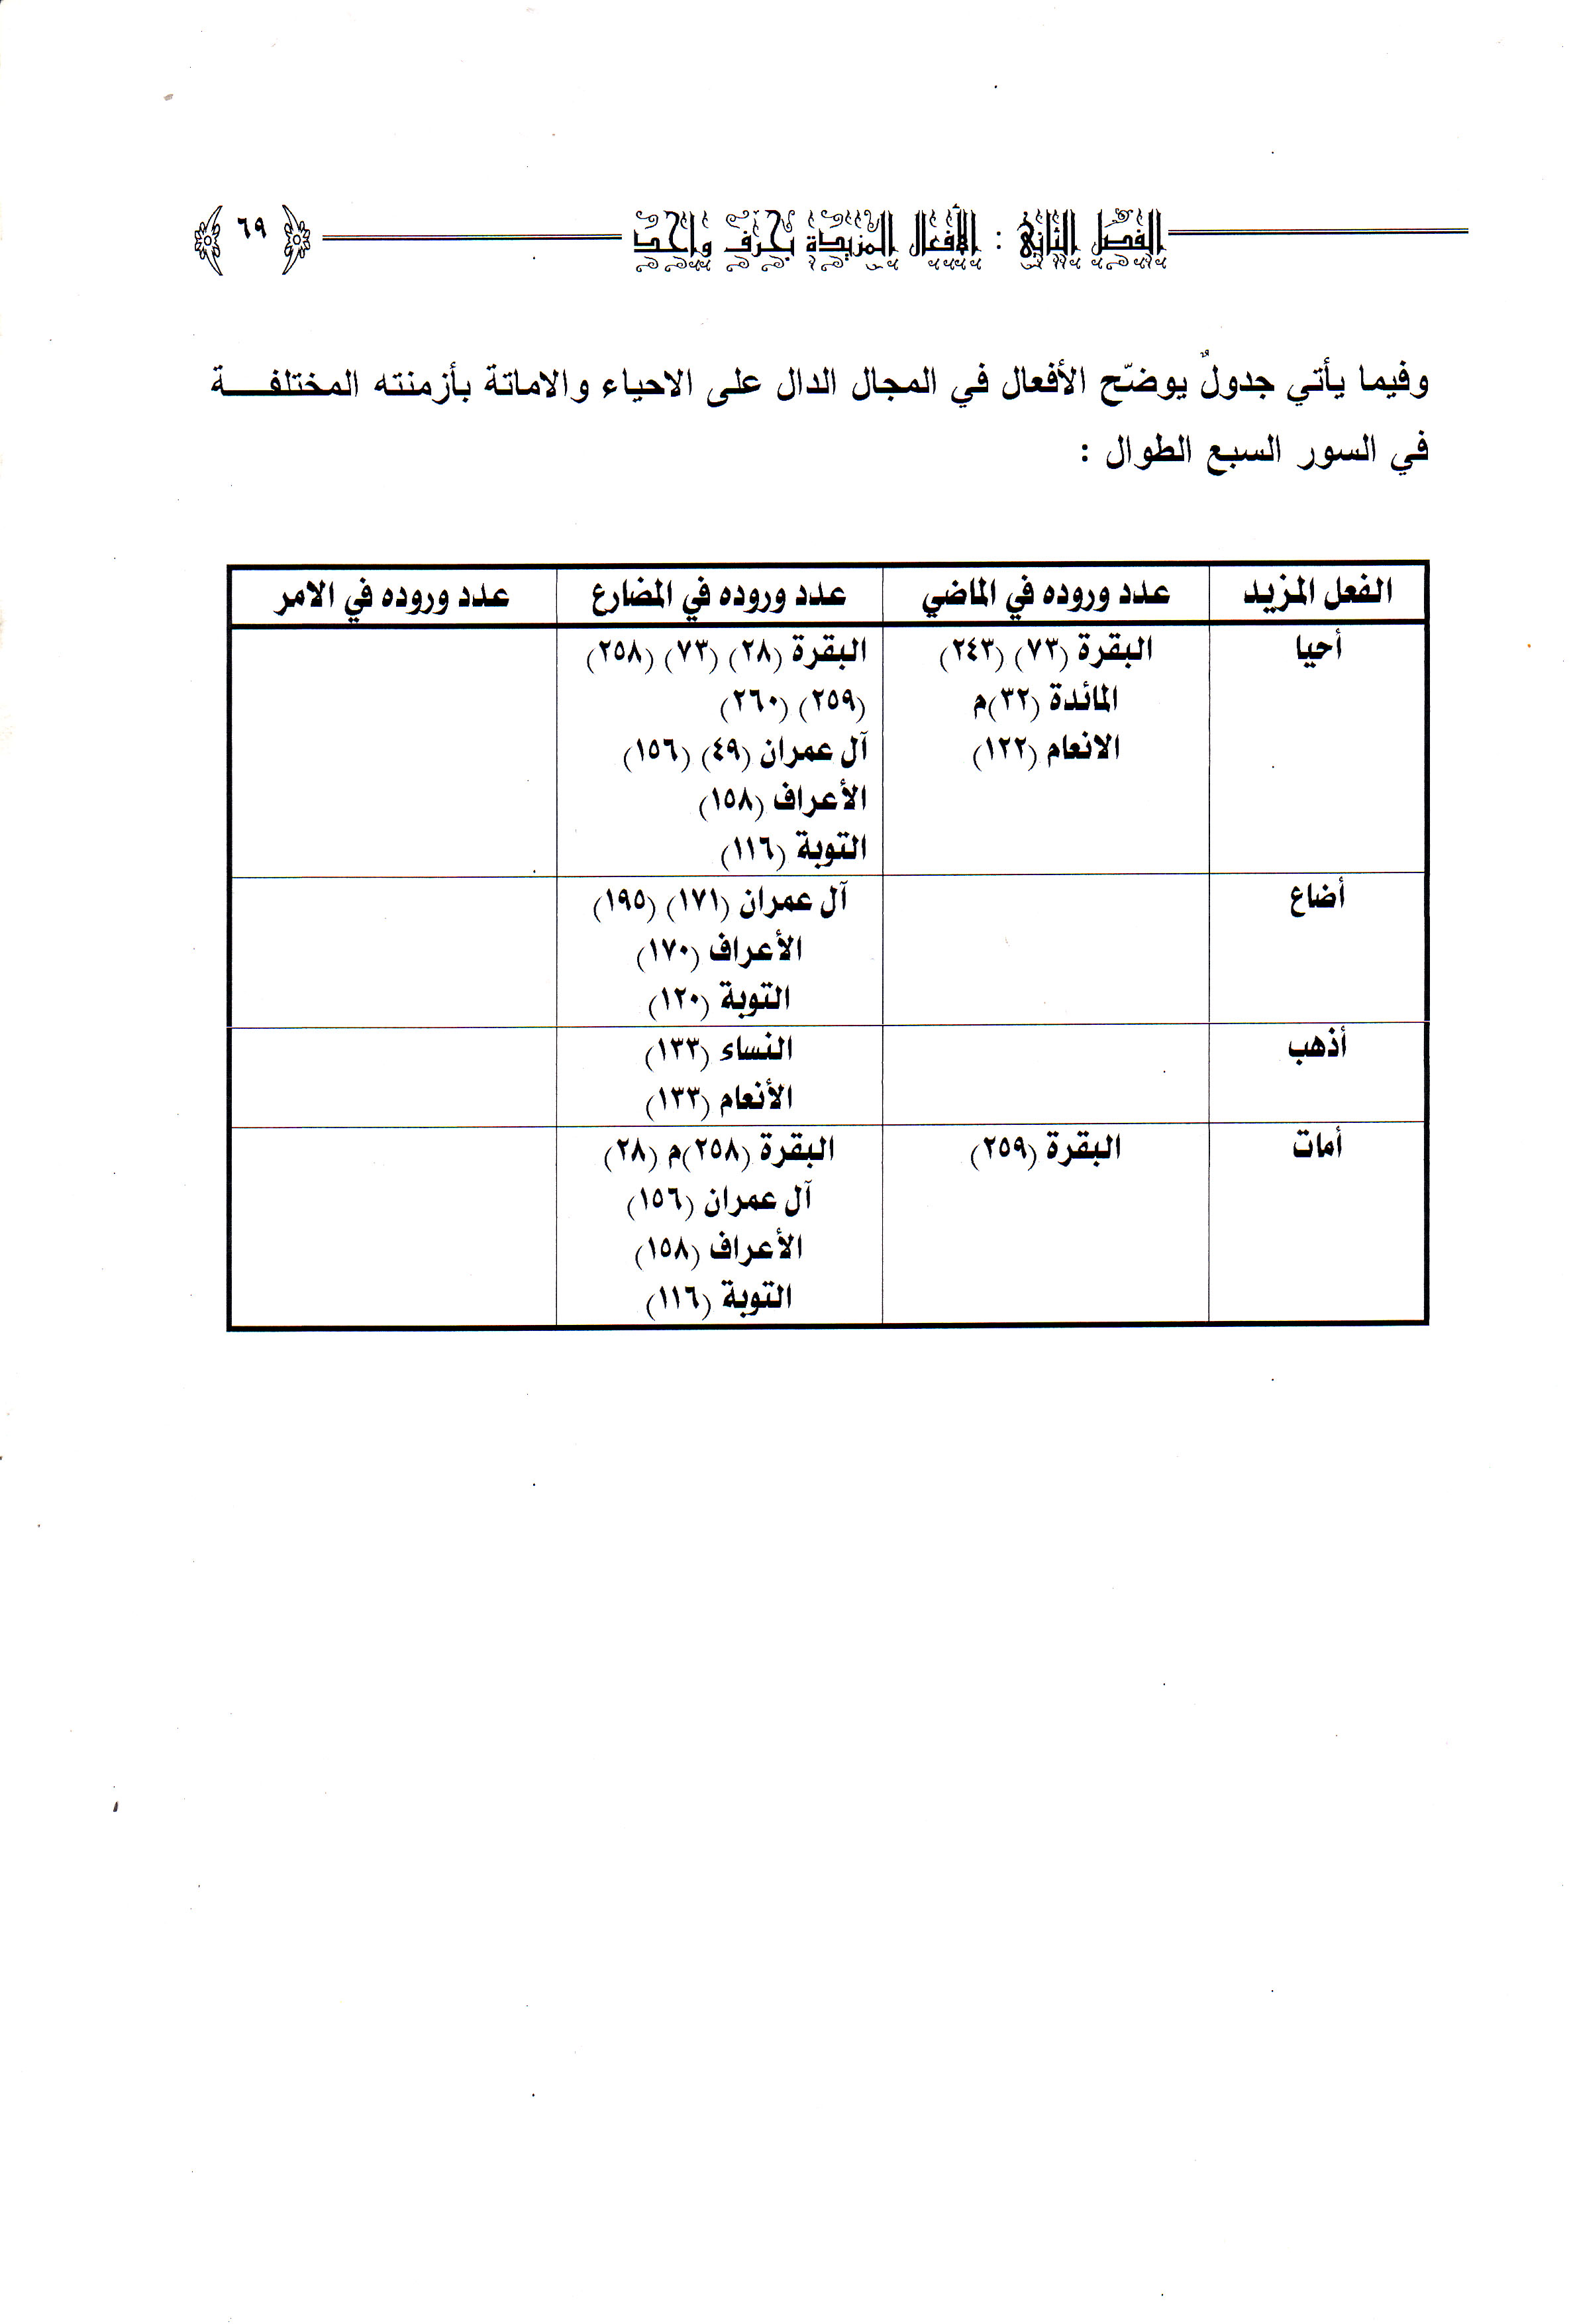 الفصل الثاني : الأفعال المزيدة بحرف واحد ٦٩
وفيما يأتي جدولٌ يوضّح الأفعال في المجال الدال على الاحياء والاماتة بأزمنته المختلفة
في السور السبع الطوال :
الفعل المزيد عدد وروده في الماضي عدد وروده في المضارع عدد وروده في الامر
أحيا البقرة (٧٣) (٢٤٣) البقرة (٢٨) (٧٣) (٢٥٨)
المائدة (٣٢)م (٢٥٩) (٢٦٠)
الانعام (١٢٢) آل عمران (٤٩) (١٥٦)
الأعراف (١٥٨)
التوبة (١١٦)
أضاع آل عمران (١٧١) (١٩٥)
الأعراف (١٧٠)
التوبة (١٢٠)
أذهب النساء (١٣٣)
الأنعام (١٣٣)
أمات البقرة (٢٥٩) البقرة (٢٥٨)م (٢٨)
آل عمران (١٥٦)
الأعراف (١٥٨)
التوبة (١١٦)